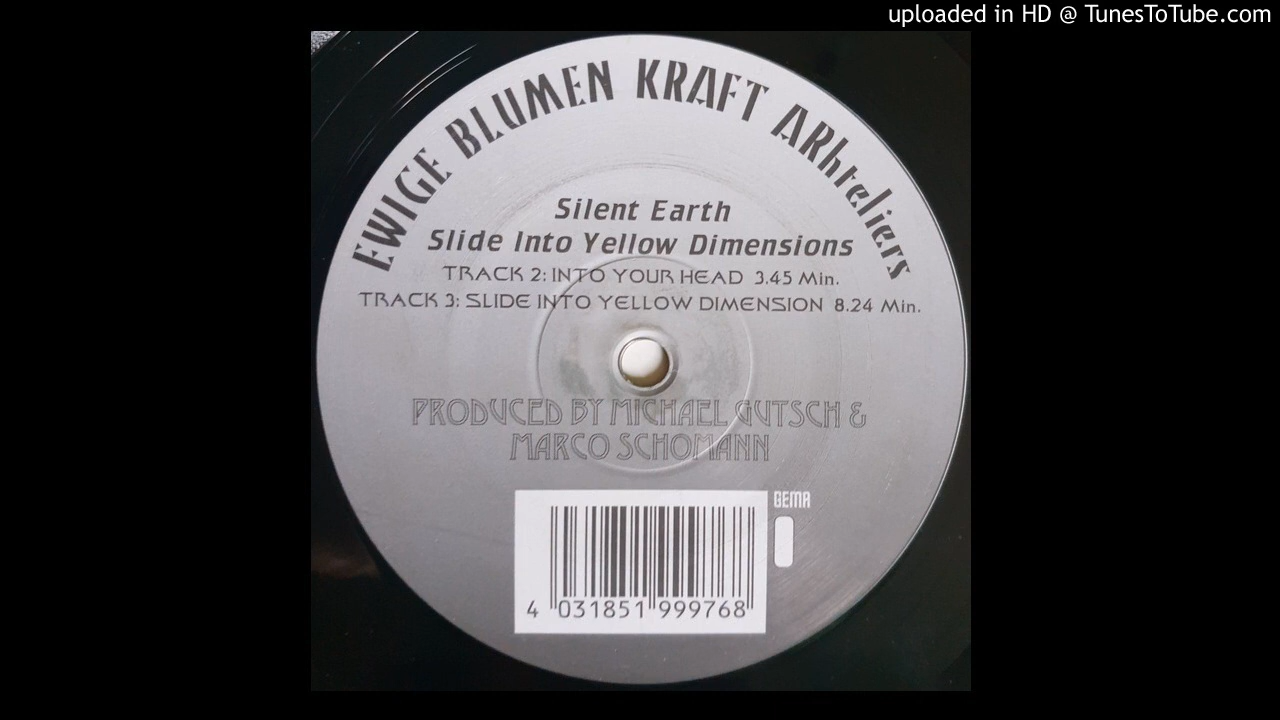 uploaded in HD @ TunesToTube.com
EWIGE BLUMEN KRAFT ARhteliers
Silent Earth
Slide Into Yellow Dimensions
TRACK 2: INTO YOUR HEAD 3.45 Min.
TRACK 3: SLIDE INTO YELLOW DIMENSION 8.24 Min.
PRODUCED BY MICHAEL GUTSCH &
MARCO SCHOMANN
GEMA
4 031851 999768